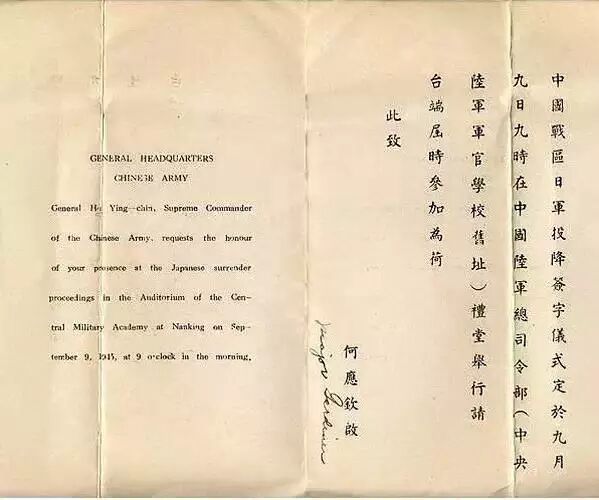 GENERAL HEADQUARTERS
CHINESE ARMY
General Ho Ying-chin, Supreme Commander
of the Chinese Army, requests the honour
of your presence at the Japanese surrender
proceedings in the Auditorium of the Cen-
tral Military Academy at Nanking on Sep-
tember 9, 1945, at 9 o'clock in the morning.
中國戰區日軍投降簽字儀式定於九月
九日九時在中國陸軍總司令部(中央
陸軍軍官學校舊址)禮堂舉行請
台端屆時參加為荷
此致
何應欽啟
Major Gardiner